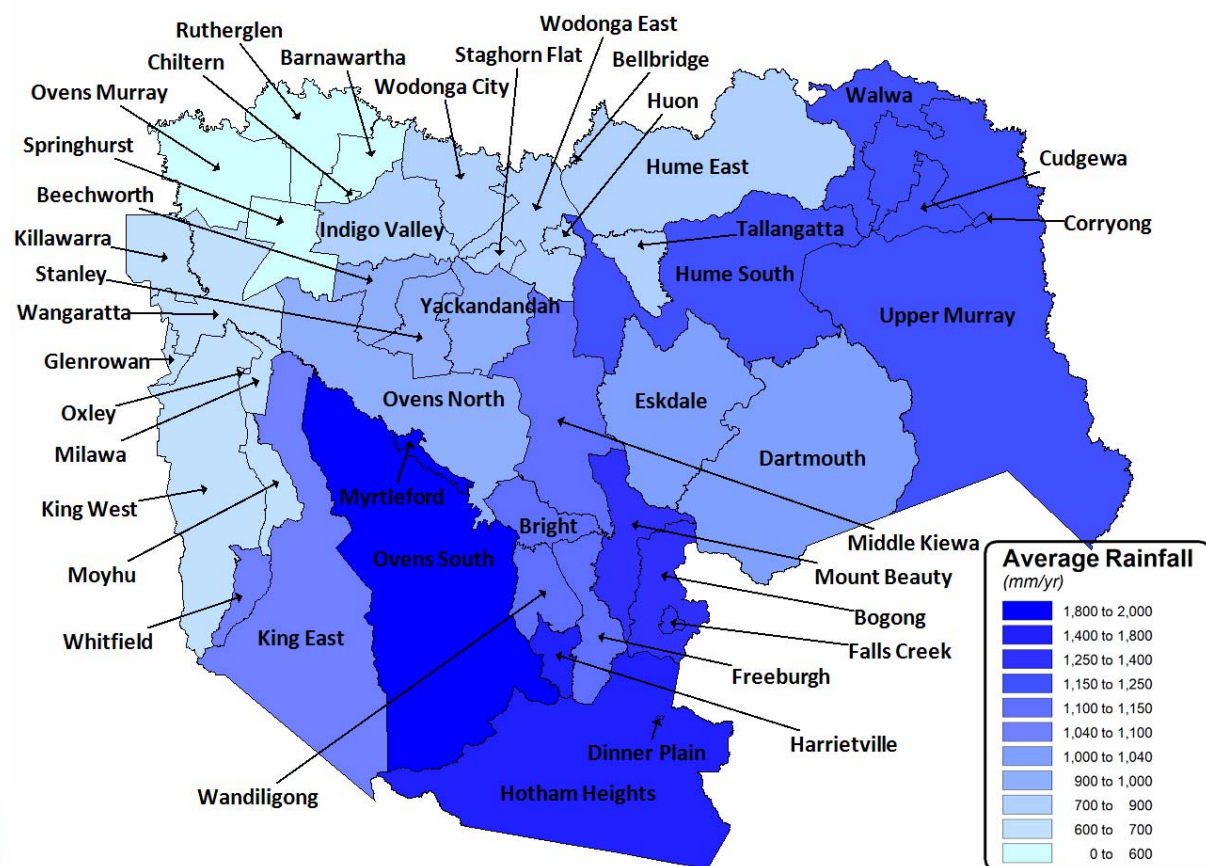 Rutherglen
Wodonga East
Chiltern
Barnawartha
Staghorn Flat
Bellbridge
Ovens Murray
Wodonga City
Huon
Walwa
Springhurst
Hume East
Cudgewa
Beechworth
Killawarra
Indigo Valley
Tallangatta
Corryong
Stanley
Hume South
Yackandandah
Upper Murray
Wangaratta
Glenrowan
Ovens North
Eskdale
Oxley
Milawa
Dartmouth
King West
Myrtleford
Bright
Middle Kiewa
Moyhu
Ovens South
Mount Beauty
Whitfield
King East
Bogong
Falls Creek
Freeburgh
Harrietville
Dinner Plain
Wandiligong
Hotham Heights
Average Rainfall
(mm/yr)
1,800 to 2,000
1,400 to 1,800
1,250 to 1,400
1,150 to 1,250
1,100 to 1,150
1,040 to 1,100
1,000 to 1,040
900 to 1,000
700 to 900
600 to 700
0 to 600